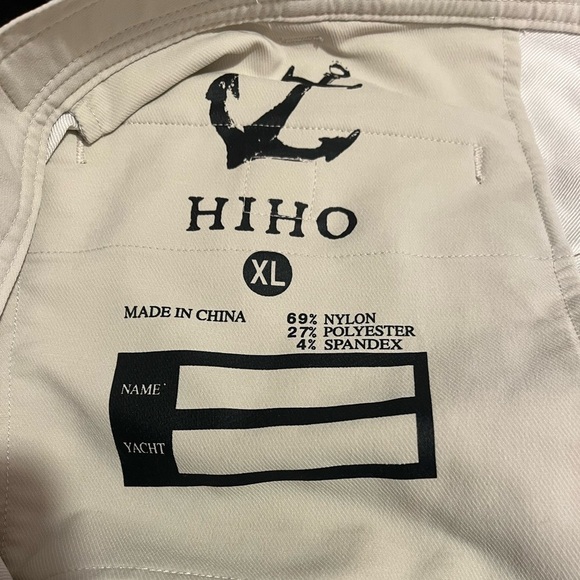 HIHO
XL
MADE IN CHINA
69% NYLON
27% POLYESTER
4% SPANDEX
NAME
YACHT